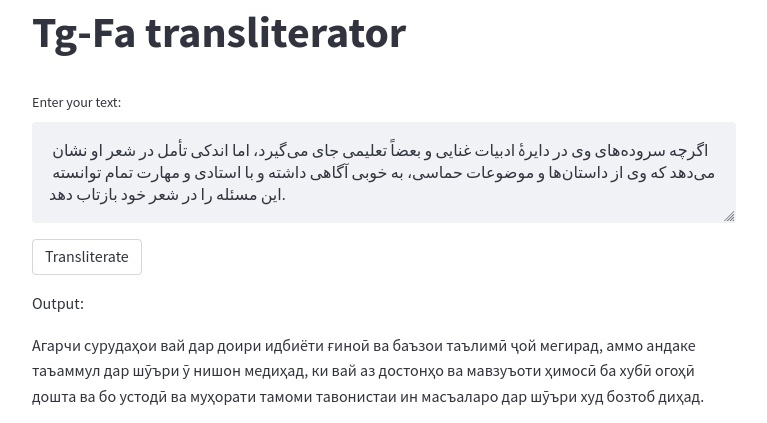 Tg-Fa transliterator
Enter your text:
اگرچه سروده‌های وی در دایرهٔ ادبیات غنایی و بعضاً تعلیمی جای می‌گیرد، اما اندکی تأمل در شعر او نشان
می‌دهد که وی از داستان‌ها و موضوعات حماسی، به خوبی آگاهی داشته و با استادی و مهارت تمام توانسته
این مسئله را در شعر خود بازتاب دهد.
Transliterate
Output:
Агарчи сурудаҳои вай дар доири идбиёти ғиноӣ ва баъзои таълимӣ ҷой мегирад, аммо андаке
таъаммул дар шӯъри ӯ нишон медиҳад, ки вай аз достонҳо ва мавзуъоти ҳимосӣ ба хубӣ огоҳӣ
дошта ва бо устодӣ ва муҳорати тамоми тавонистаи ин масъаларо дар шӯъри худ бозтоб диҳад.